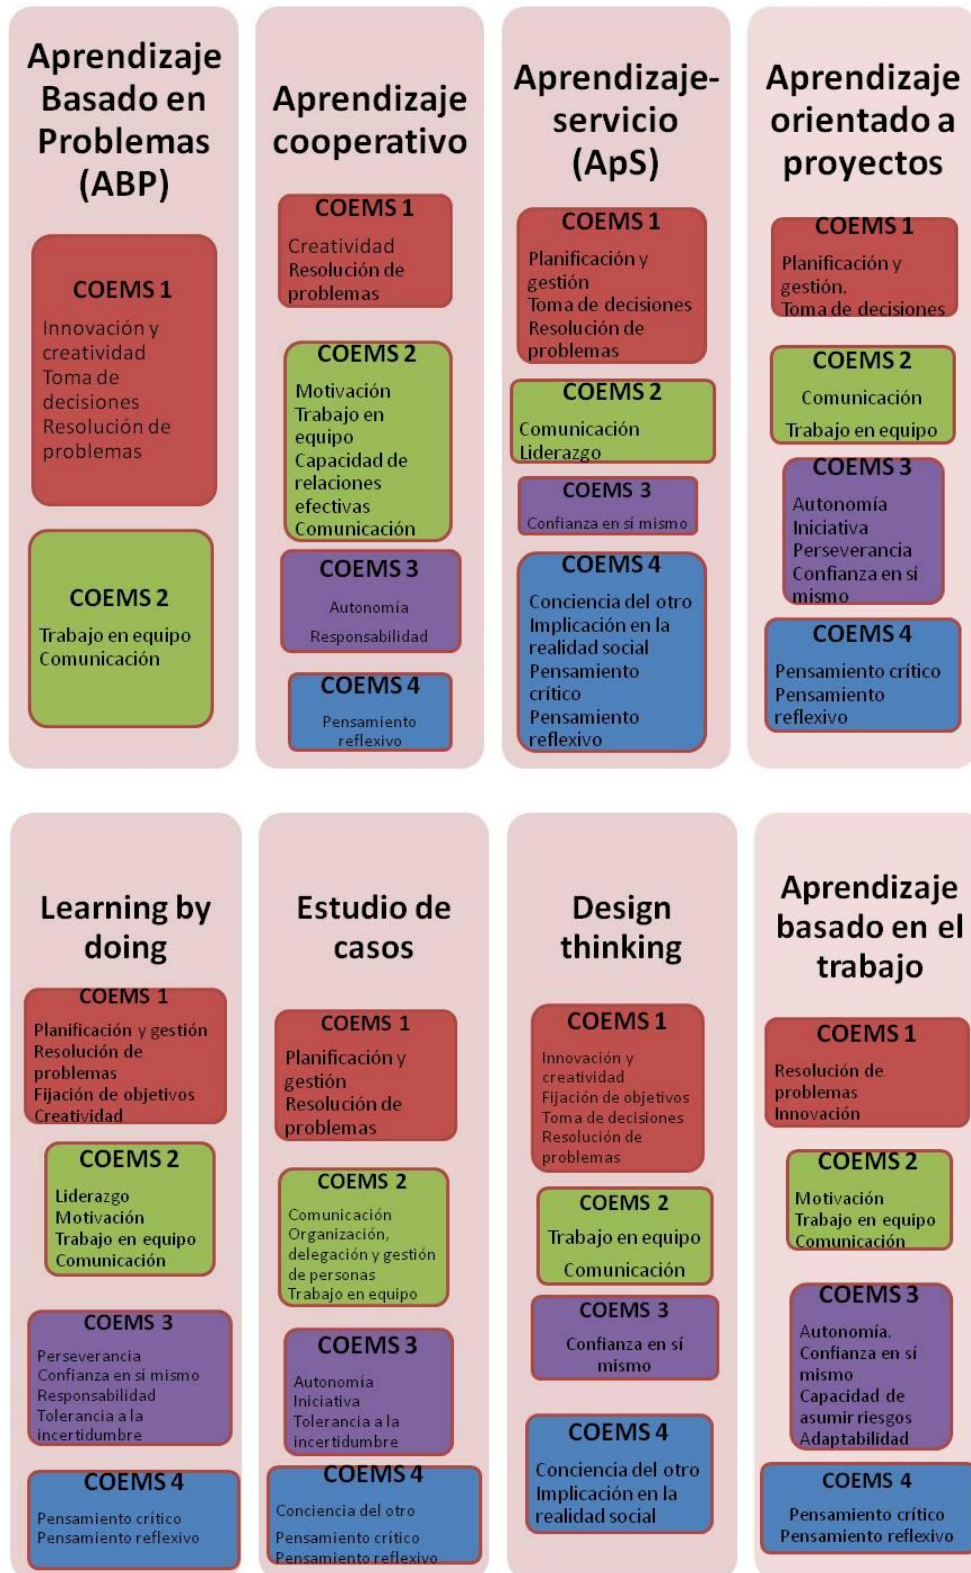 Aprendizaje
Basado en
Problemas
(ABP)
COEMS 1
Innovación y
creatividad
Toma de
decisiones
Resolución de
problemas
COEMS 2
Trabajo en equipo
Comunicación
Aprendizaje
cooperativo
COEMS 1
Creatividad
Resolución de
problemas
COEMS 2
Motivación
Trabajo en
equipo
Capacidad de
relaciones
efectivas
Comunicación
COEMS 3
Autonomía
Responsabilidad
COEMS 4
Pensamiento
reflexivo
Aprendizaje-
servicio
(ApS)
COEMS 1
Planificación y
gestión
Toma de decisiones
Resolución de
problemas
COEMS 2
Comunicación
Liderazgo
COEMS 3
Confianza en sí mismo
COEMS 4
Conciencia del otro
Implicación en la
realidad social
Pensamiento
crítico
Pensamiento
reflexivo
Aprendizaje
orientado a
proyectos
COEMS 1
Planificación y
gestión.
Toma de decisiones
COEMS 2
Comunicación
Trabajo en equipo
COEMS 3
Autonomía
Iniciativa
Perseverancia
Confianza en sí
mismo
COEMS 4
Pensamiento crítico
Pensamiento
reflexivo
Learning by
doing
COEMS 1
Planificación y gestión
Resolución de
problemas
Fijación de objetivos
Creatividad
COEMS 2
Liderazgo
Motivación
Trabajo en equipo
Comunicación
COEMS 3
Perseverancia
Confianza en sí mismo
Responsabilidad
Tolerancia a la
incertidumbre
COEMS 4
Pensamiento crítico
Pensamiento reflexivo
Estudio de
casos
COEMS 1
Planificación y
gestión
Resolución de
problemas
COEMS 2
Comunicación
Organización,
delegación y gestión
de personas
Trabajo en equipo
COEMS 3
Autonomía
Iniciativa
Tolerancia a la
incertidumbre
COEMS 4
Conciencia del otro
Pensamiento crítico
Pensamiento reflexivo
Design
thinking
COEMS 1
Innovación y
creatividad
Fijación de objetivos
Toma de decisiones
Resolución de
problemas
COEMS 2
Trabajo en equipo
Comunicación
COEMS 3
Confianza en sí
mismo
COEMS 4
Conciencia del otro
Implicación en la
realidad social
Aprendizaje
basado en el
trabajo
COEMS 1
Resolución de
problemas
Innovación
COEMS 2
Motivación
Trabajo en equipo
Comunicación
COEMS 3
Autonomía.
Confianza en sí
mismo
Capacidad de
asumir riesgos
Adaptabilidad
COEMS 4
Pensamiento crítico
Pensamiento reflexivo